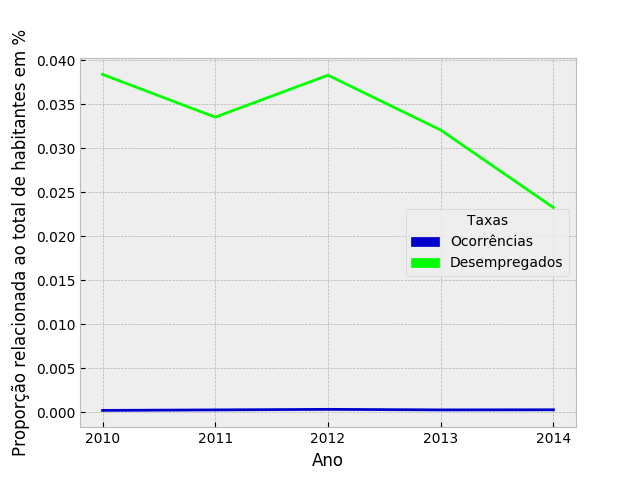 Proporção relacionada ao total de habitantes em %
0.040
0.035
0.030
0.025
0.020
0.015
0.010
0.005
0.000
Taxas
Ocorrências
Desempregados
2010 2011 2012 2013 2014
Ano